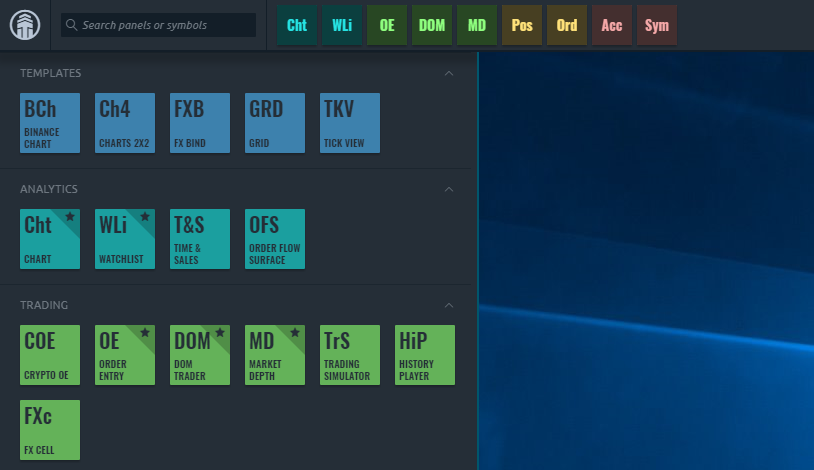 Search panels or symbols
Cht WLi OE DOM MD Pos Ord Acc Sym
TEMPLATES
BCh Ch4 FXB GRD TKV
BINANCE
CHART CHARTS 2X2 FX BIND GRID TICK VIEW
ANALYTICS
Cht WLi T&S OFS
TIME & ORDER FLOW
CHART WATCHLIST SALES SURFACE
TRADING
COE OE DOM MD TrS HiP
ORDER DOM MARKET TRADING HISTORY
CRYPTO OE ENTRY TRADER DEPTH SIMULATOR PLAYER
FXc
FX CELL